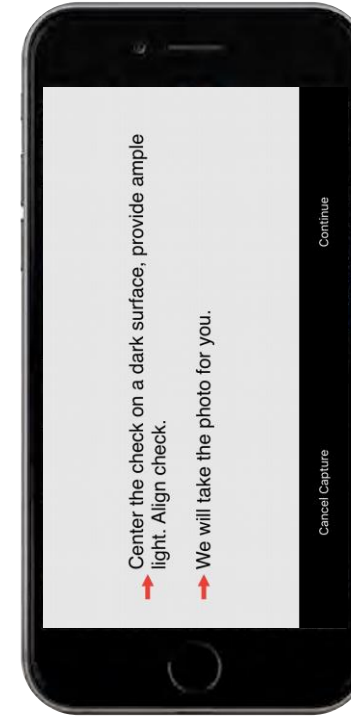 Center the check on a dark surface, provide ample
light. Align check.
We will take the photo for you.
Cancel Capture
Continue